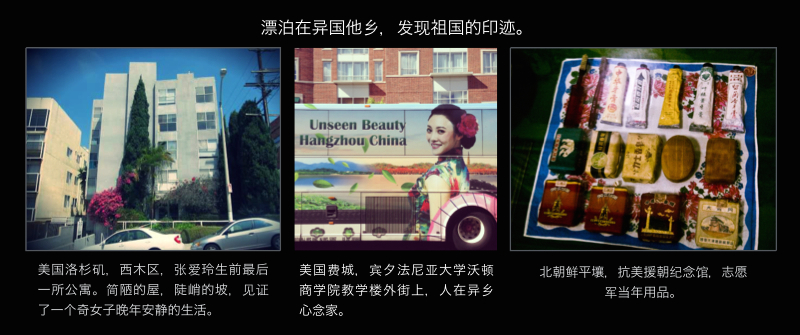 漂泊在异国他乡，发现祖国的印迹。
Unseen Beauty
Hangzhou China
美国洛杉矶，西木区，张爱玲生前最后
一所公寓。简陋的屋，陡峭的坡，见证
了一个奇女子晚年安静的生活。
美国费城，宾夕法尼亚大学沃顿
商学院教学楼外街上，人在异乡
心念家。
北朝鲜平壤，抗美援朝纪念馆，志愿
军当年用品。